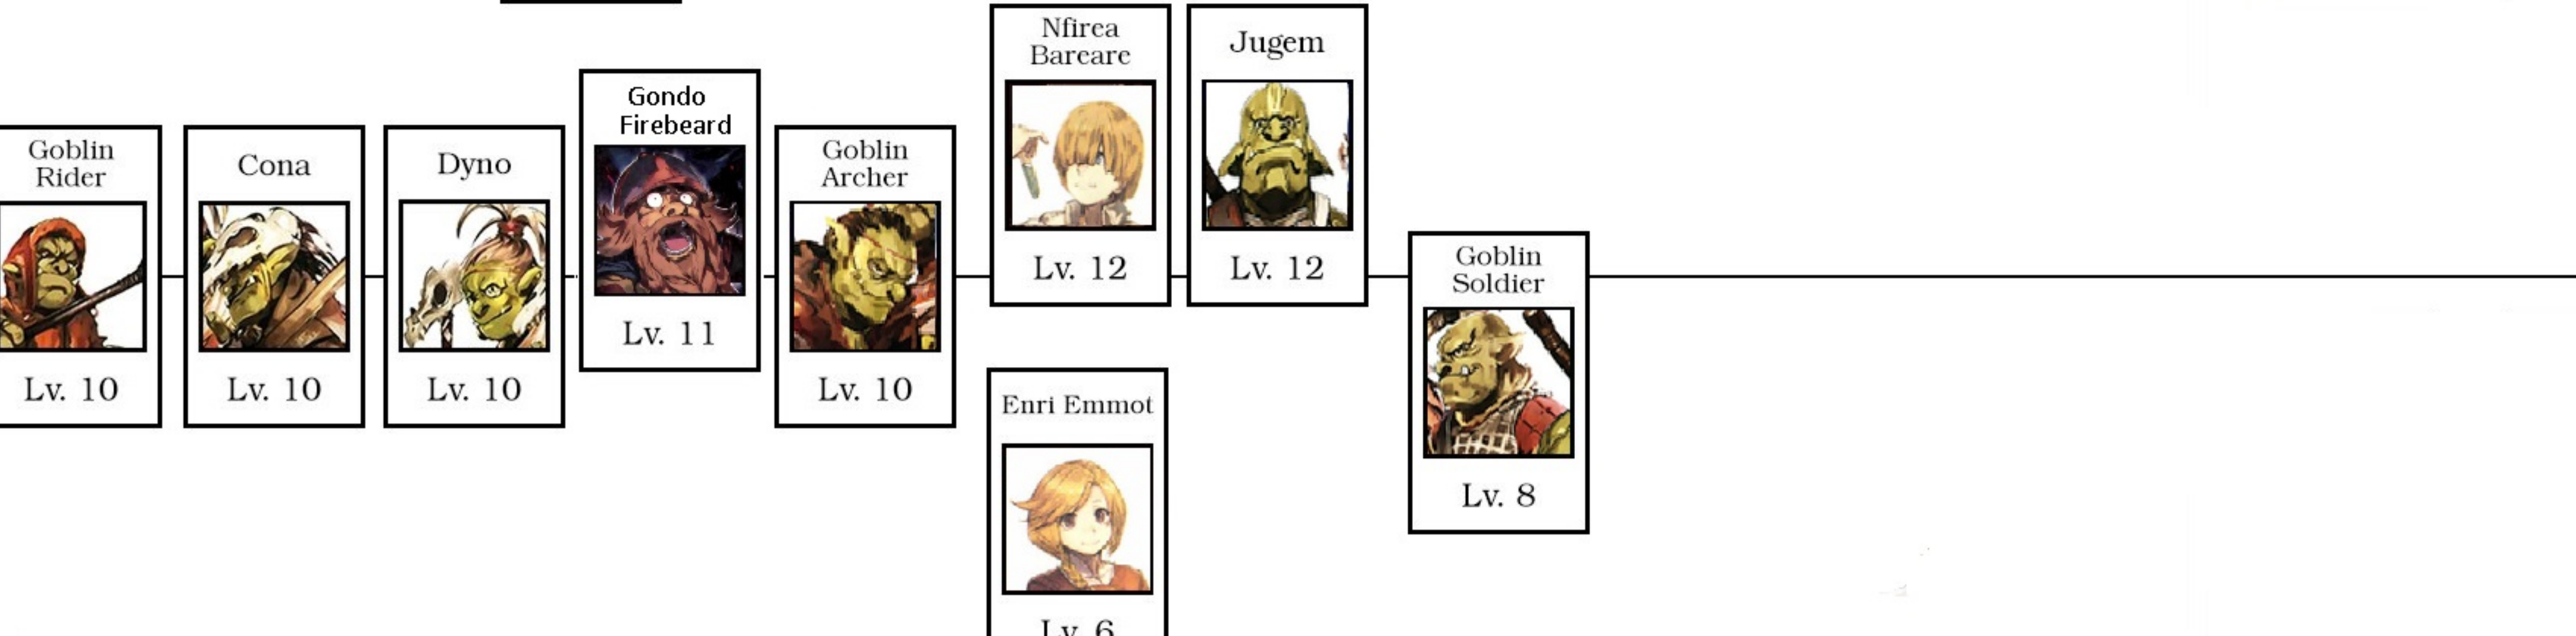 Goblin
Rider
Lv. 10
Cona
Lv. 10
Dyno
Lv. 10
Gondo
Firebeard
Lv. 11
Goblin
Archer
Lv. 10
Nfirea
Bareare
Lv. 12
Jugem
Lv. 12
Enri Emmot
Lv. 6
Goblin
Soldier
Lv. 8